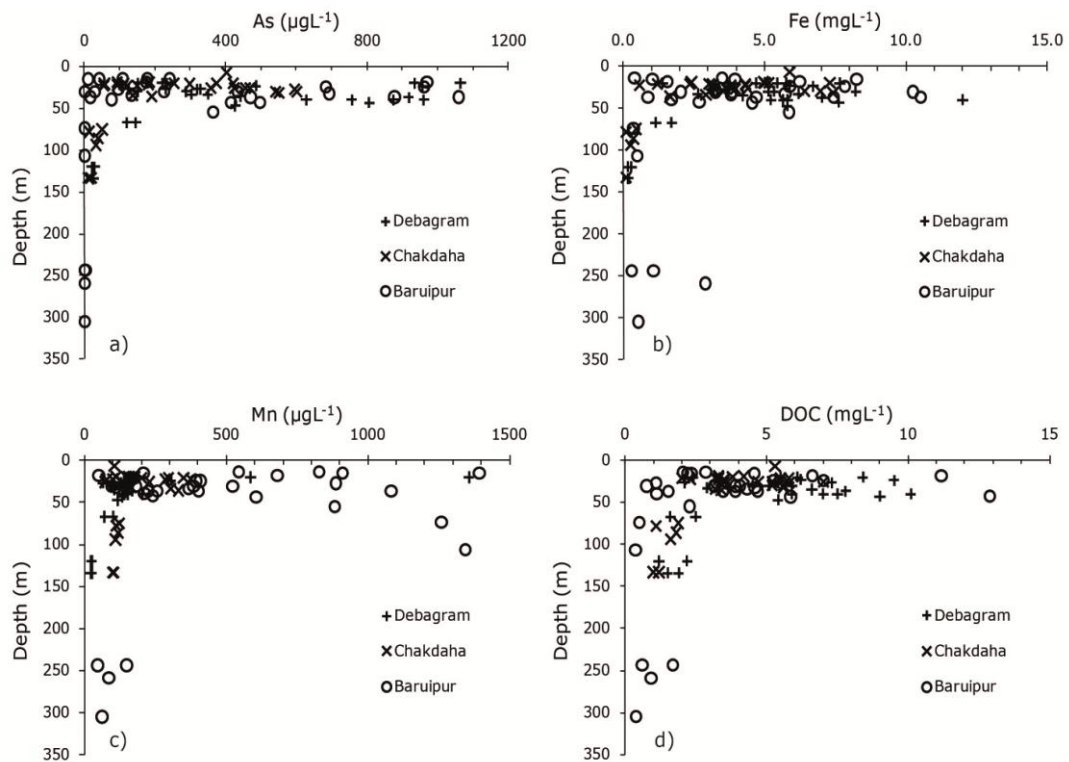 As (µgL-1)
0 400 800 1200
0
50
100
150
200
250
300
350
Depth (m)
Debagram
Chakdaha
Baruipur
a)
Fe (mgL-1)
0.0 5.0 10.0 15.0
0
50
100
150
200
250
300
350
Depth (m)
Debagram
Chakdaha
Baruipur
b)
Mn (µgL-1)
0 500 1000 1500
0
50
100
150
200
250
300
350
Depth (m)
Debagram
Chakdaha
Baruipur
c)
DOC (mgL-1)
0 5 10 15
0
50
100
150
200
250
300
350
Depth (m)
Debagram
Chakdaha
Baruipur
d)